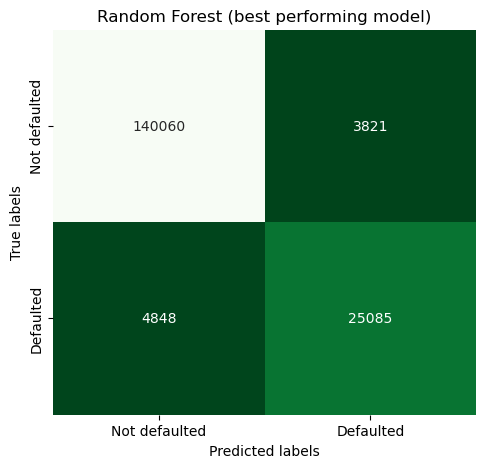 Random Forest (best performing model)
True labels
Not defaulted
140060
3821
Defaulted
4848
25085
Not defaulted
Defaulted
Predicted labels